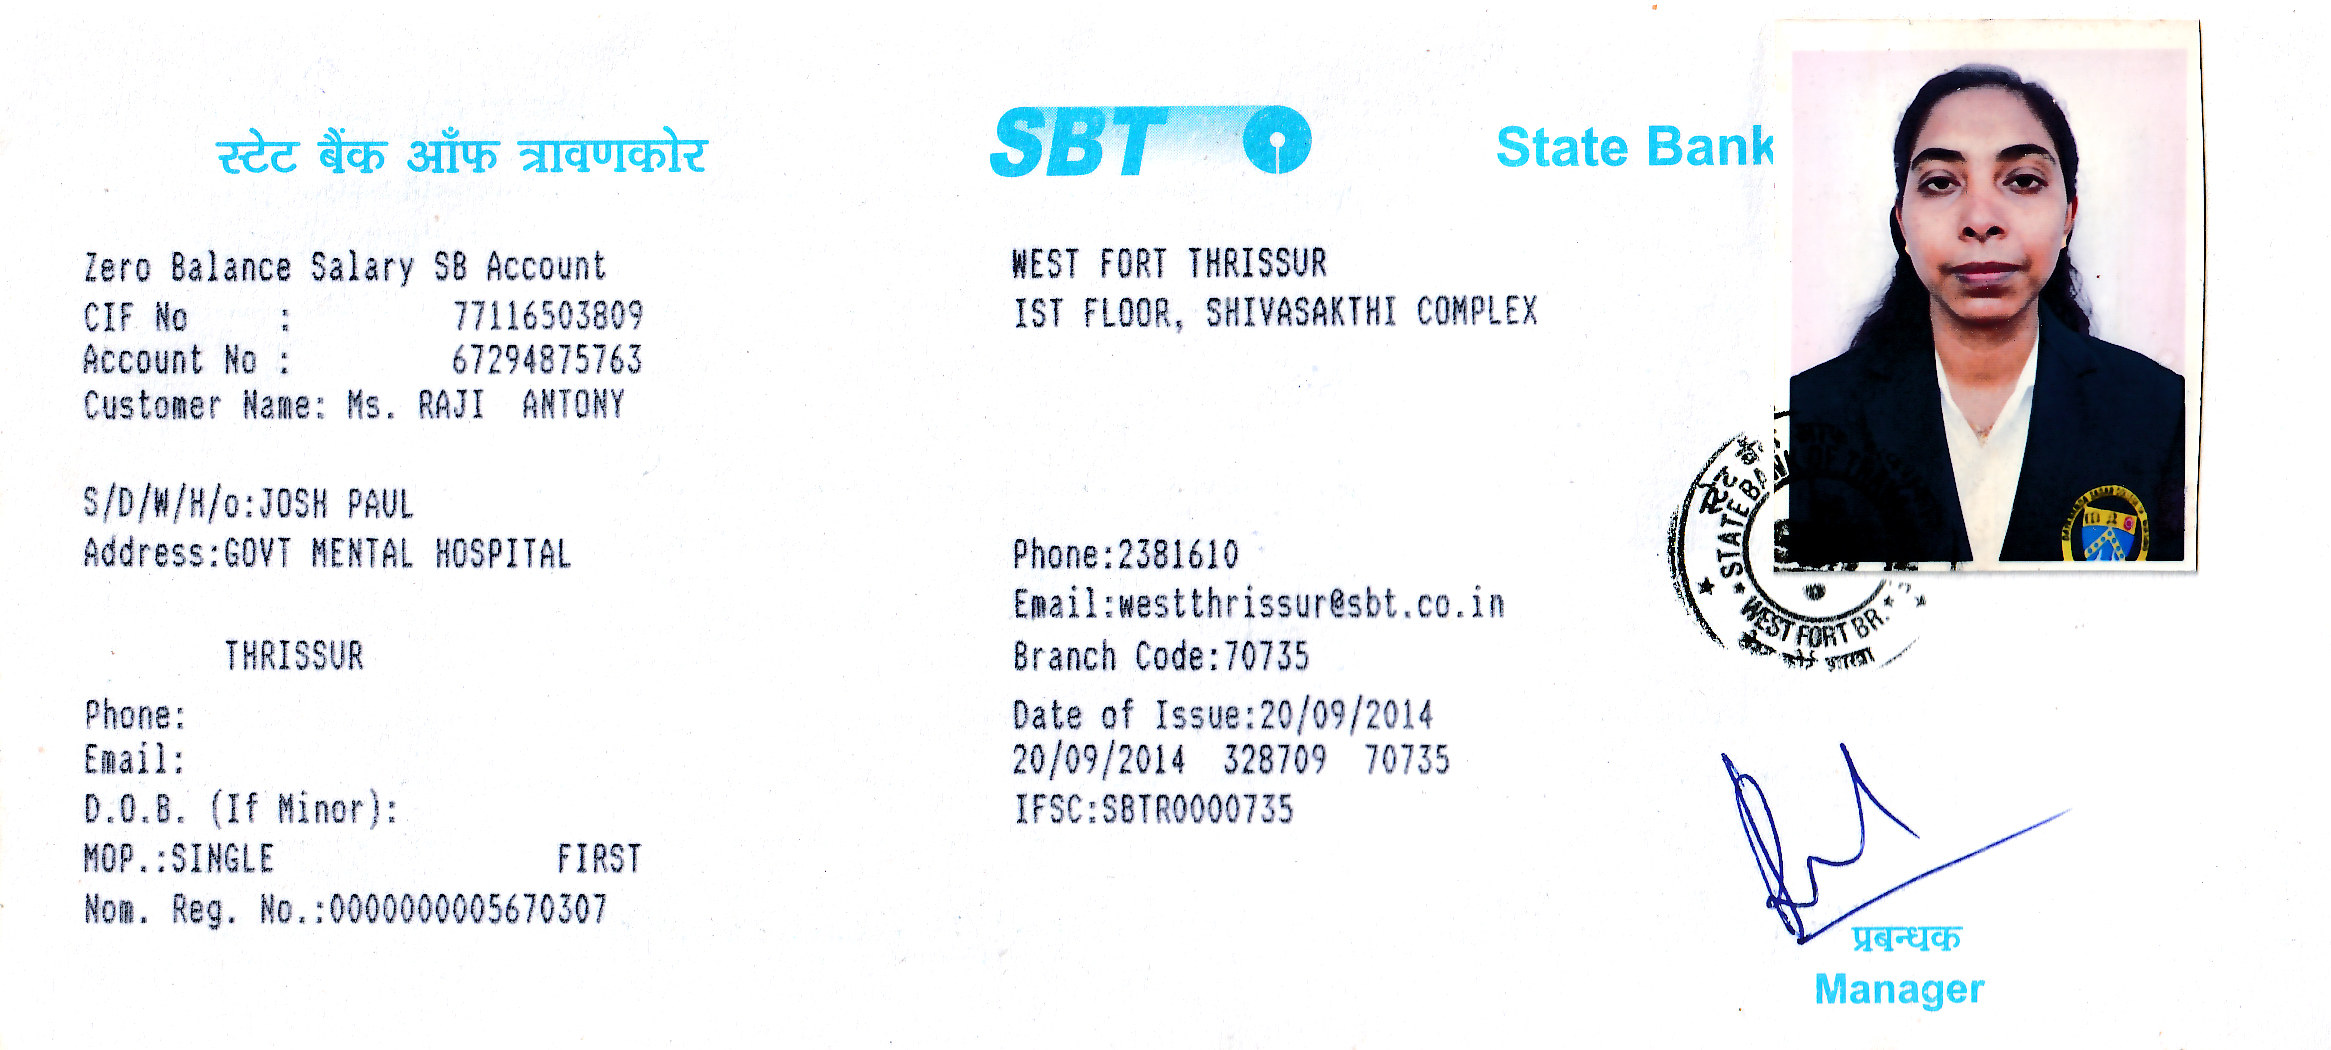 स्टेट बैंक ऑफ त्रावणकोर
SBT
State Bank
Zero Balance Salary SB Account
CIF No : 77116503809
Account No : 67294875763
Customer Name: Ms. RAJI ANTONY
S/D/W/H/o:JOSH PAUL
Address:GOVT MENTAL HOSPITAL
THRISSUR
Phone:
Email:
D.O.B. (If Minor):
MOP.:SINGLE FIRST
Nom. Reg. No.:0000000005670307
WEST FORT THRISSUR
IST FLOOR, SHIVASAKTHI COMPLEX
Phone:2381610
Email:westthrissur@sbt.co.in
Branch Code:70735
Date of Issue:20/09/2014
20/09/2014 328709 70735
IFSC:SBTR0000735
स्टेट
STATE BANK OF
WEST FORT BR.
शाखा
प्रबन्धक
Manager